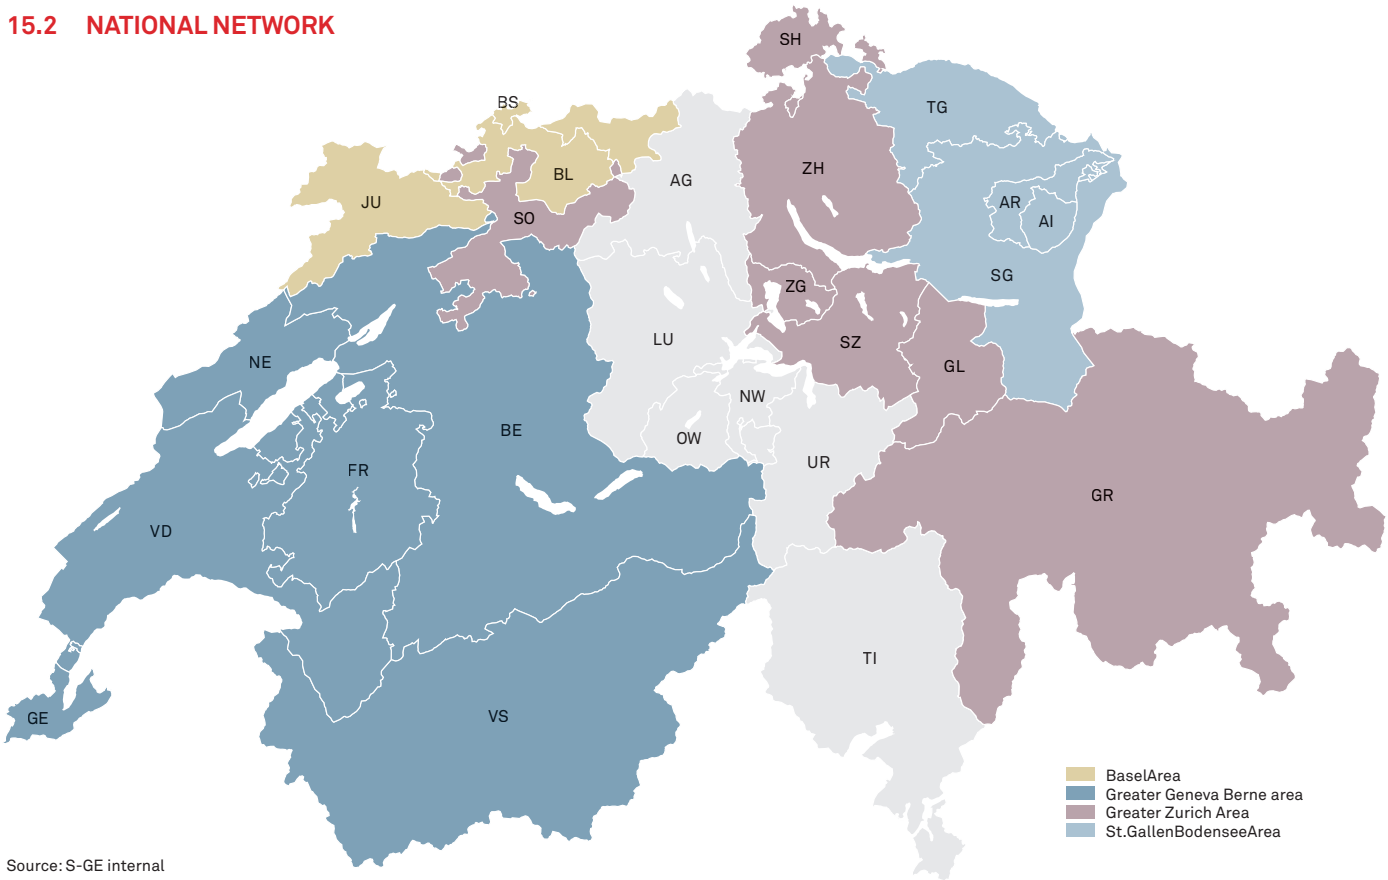 15.2 NATIONAL NETWORK
SH
BS
TG
ZH
BL
AG
JU
AR
SO
AI
SG
ZG
LU
SZ
NE
GL
NW
BE
OW
UR
FR
GR
VD
TI
VS
GE
BaselArea
Greater Geneva Berne area
Greater Zurich Area
St.GallenBodenseeArea
Source: S-GE internal